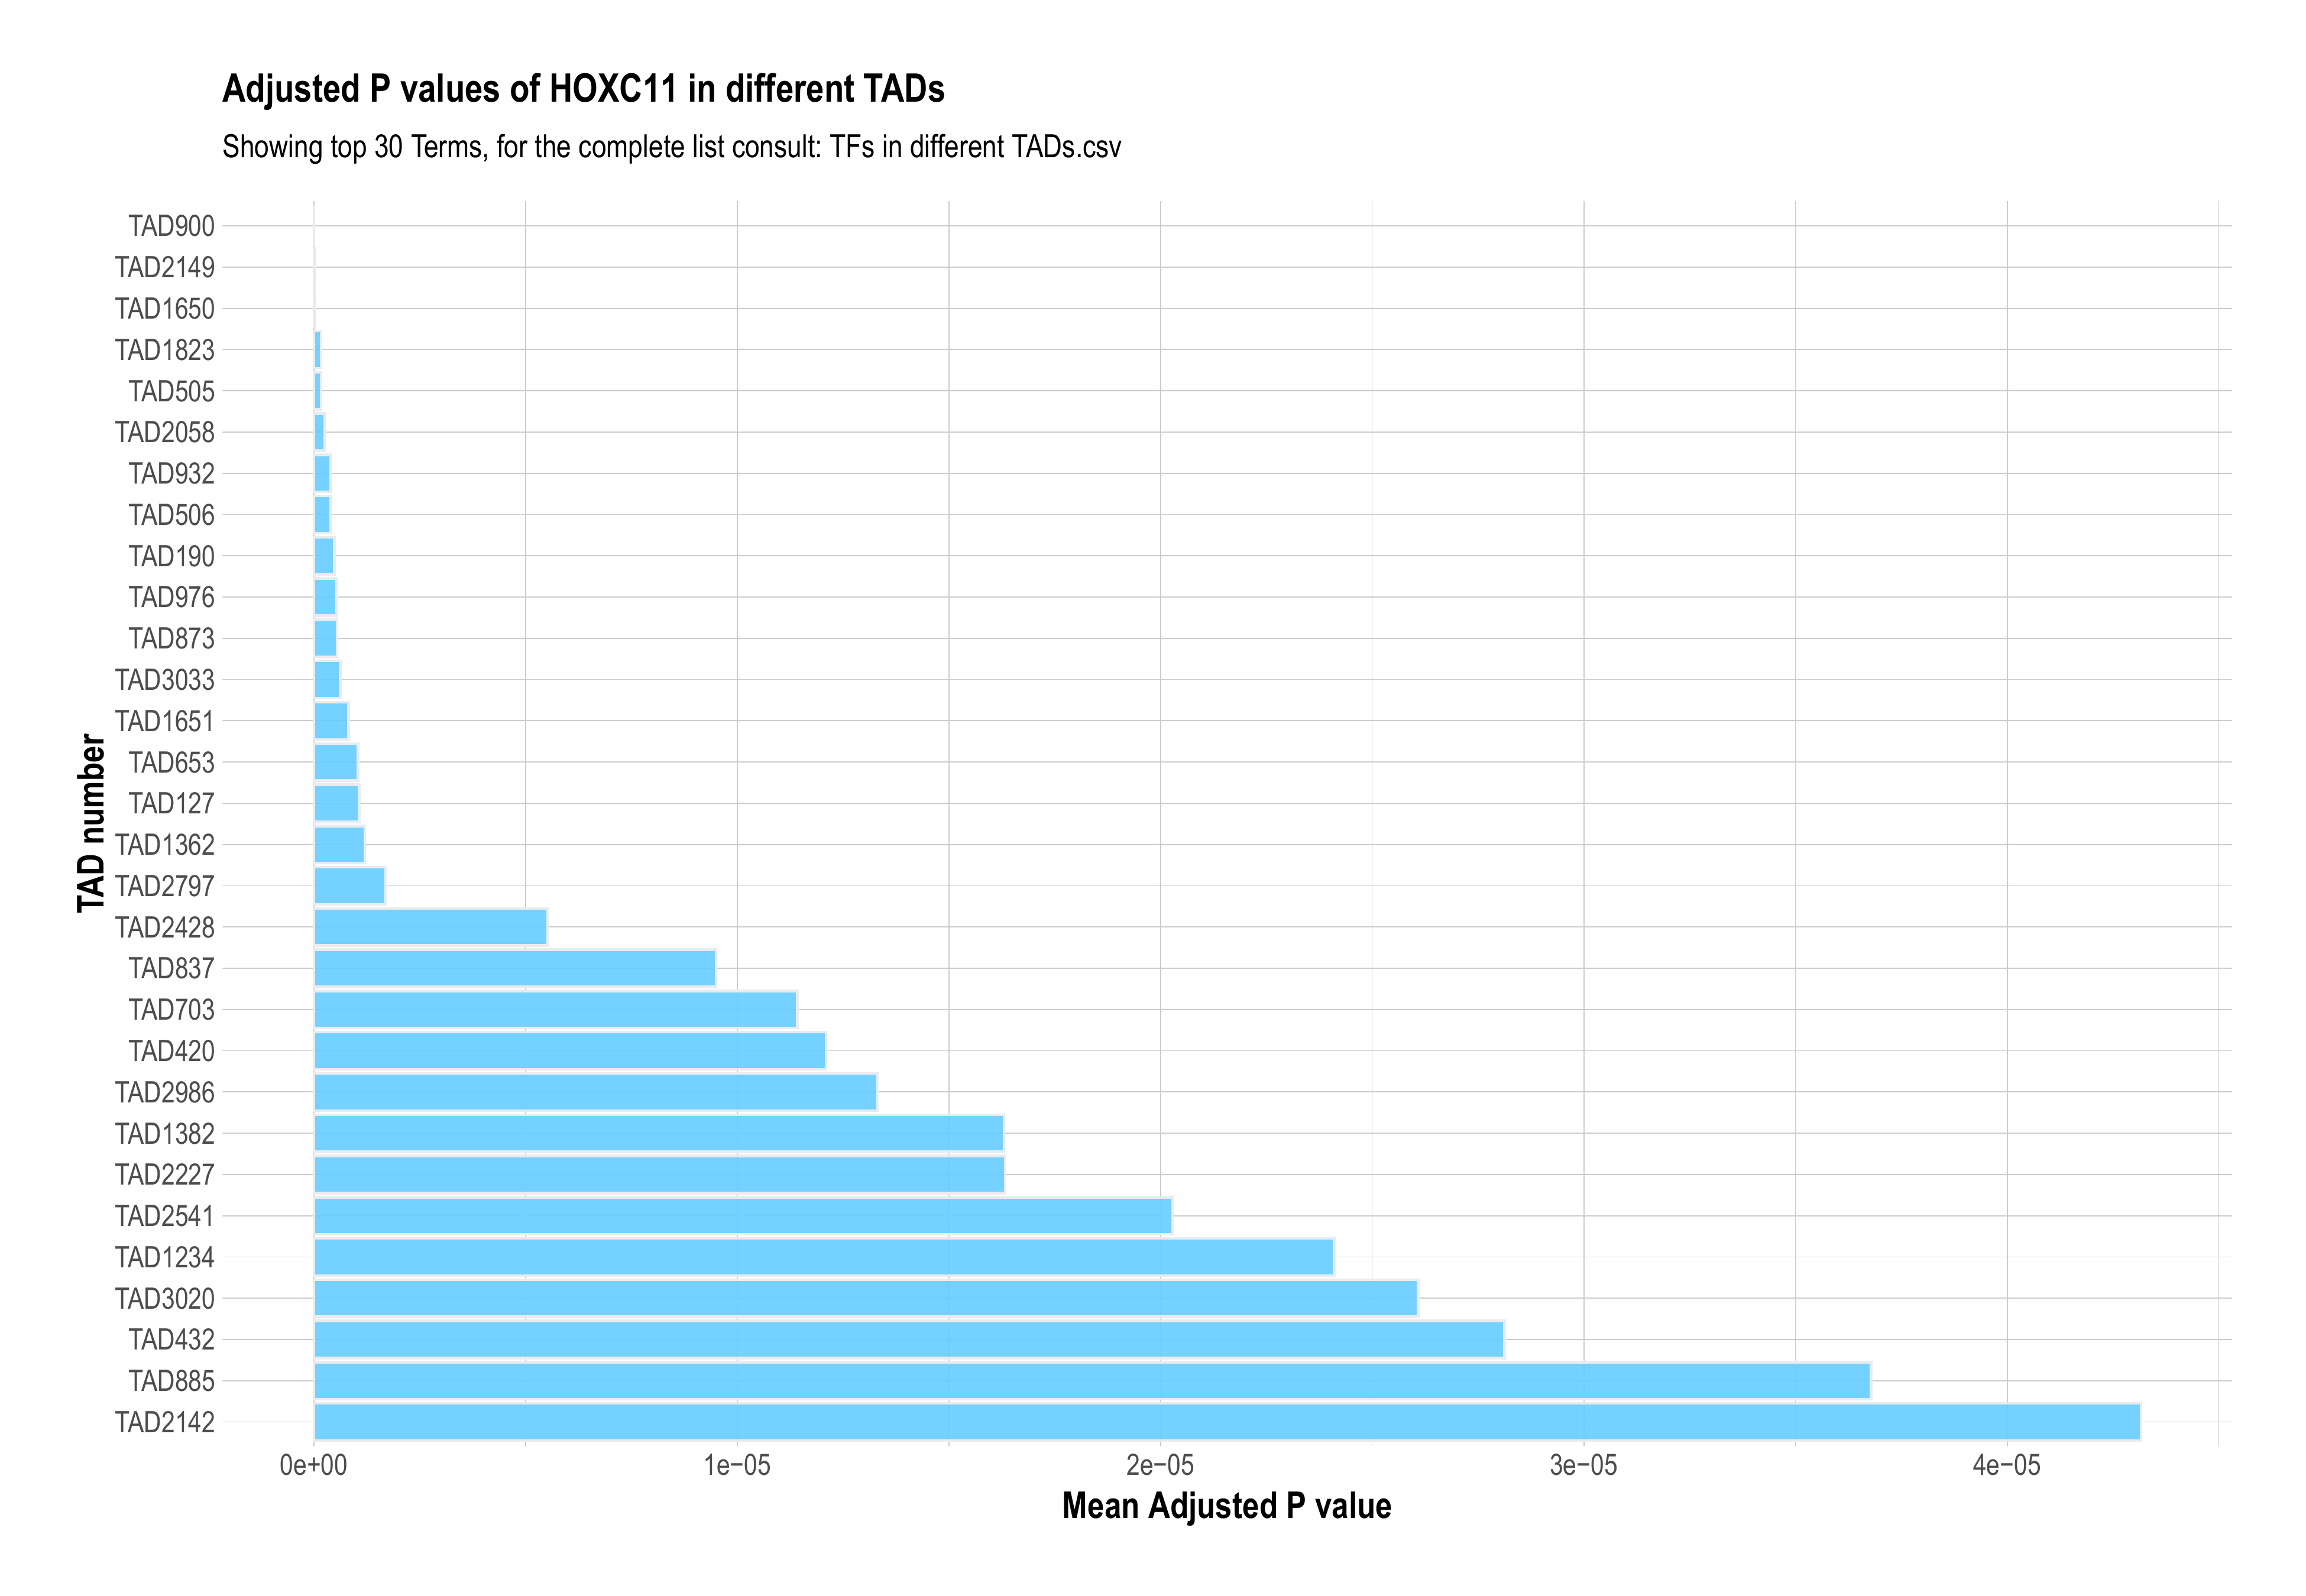 Adjusted P values of HOXC11 in different TADs
Showing top 30 Terms, for the complete list consult: TFs in different TADs.csv
TAD number
TAD900
TAD2149
TAD1650
TAD1823
TAD505
TAD2058
TAD932
TAD506
TAD190
TAD976
TAD873
TAD3033
TAD1651
TAD653
TAD127
TAD1362
TAD2797
TAD2428
TAD837
TAD703
TAD420
TAD2986
TAD1382
TAD2227
TAD2541
TAD1234
TAD3020
TAD432
TAD885
TAD2142
0e+00 1e−05 2e−05 3e−05 4e−05
Mean Adjusted P value